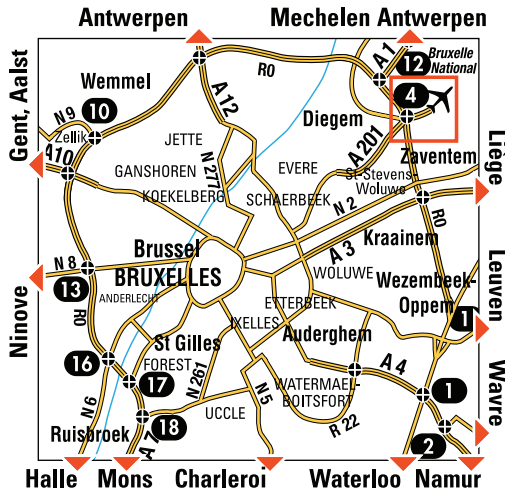 Antwerpen
Mechelen Antwerpen
R0
A 1
12
Bruxelle
National
Wemmel
4
N 9
10
A 12
Diegem
Gent, Aalst
Zellik
JETTE
A 201
A10
N 277
EVERE
Zaventem
Liège
GANSHOREN
St-Stevens-
Woluwe
KOEKELBERG
SCHAERBEEK
N 2
R0
Kraainem
Brussel
A 3
N 8
BRUXELLES
WOLUWE
Wezembeek-
Oppem
Leuven
13
ANDERLECHT
ETTERBEEK
Ninove
R0
IXELLES
1
St Gilles
Auderghem
16
FOREST
A 4
Wavre
17
N 261
WATERMAEL-
BOITSFORT
1
N 6
N 5
18
UCCLE
R 22
Ruisbroek
2
A 7
Halle
Mons
Charleroi
Waterloo
Namur